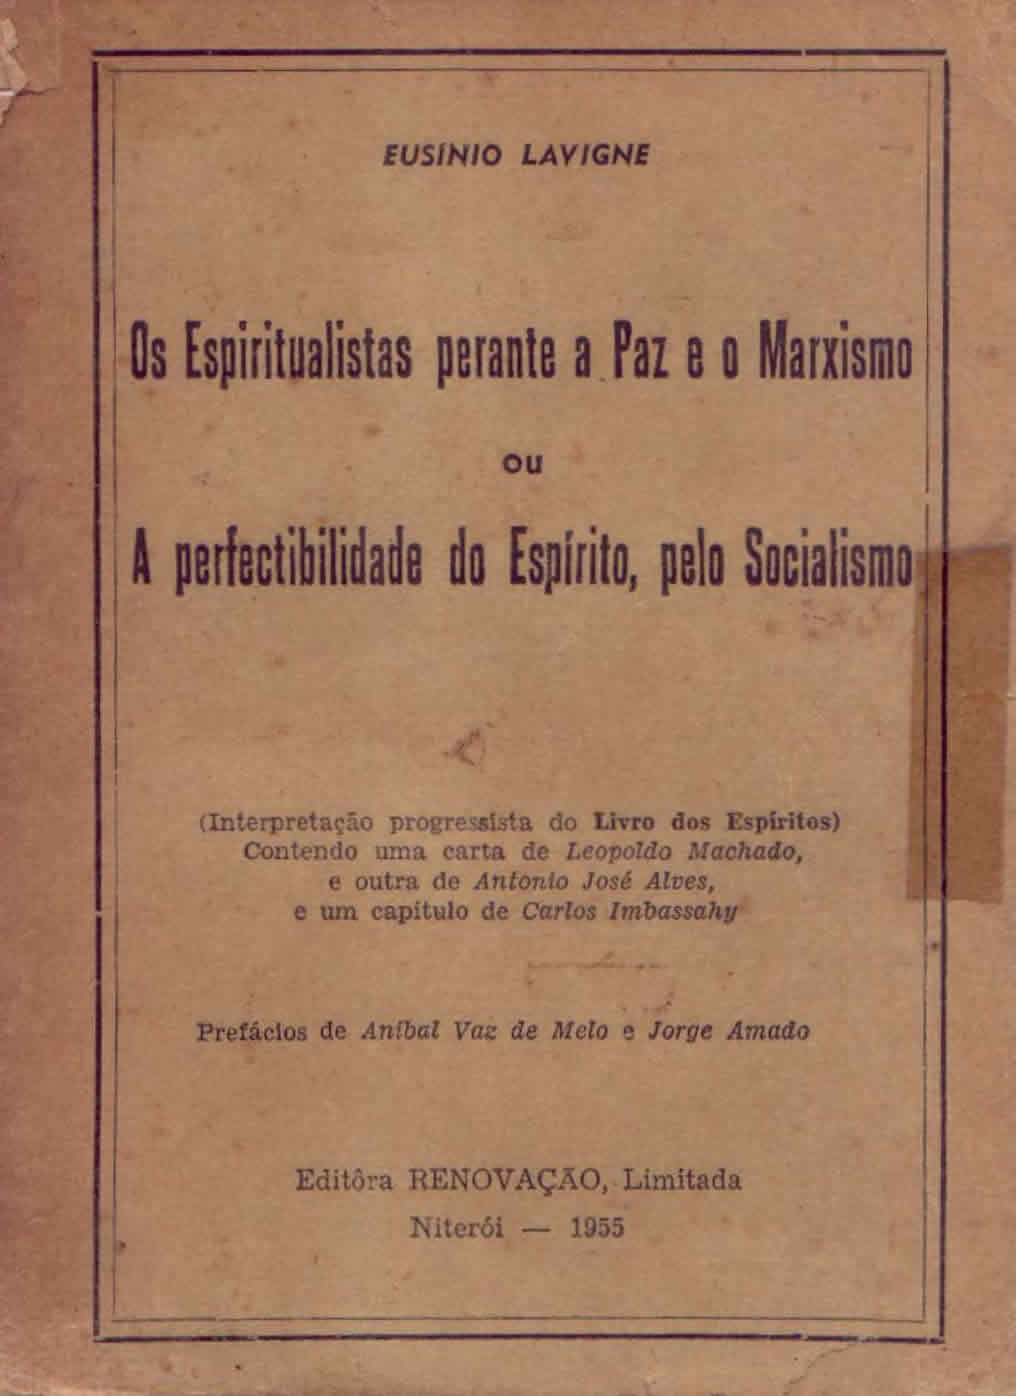 EUSÍNIO LAVIGNE
Os Espiritualistas perante a Paz e o Marxismo
ou
A perfectibilidade do Espírito, pelo Socialismo
(Interpretação progressista do Livro dos Espíritos)
Contendo uma carta de Leopoldo Machado,
e outra de Antonio José Alves,
e um capitulo de Carlos Imbassahy
Prefácios de Aníbal Vaz de Melo e Jorge Amado
Editôra RENOVAÇÃO, Limitada
Niterói — 1955